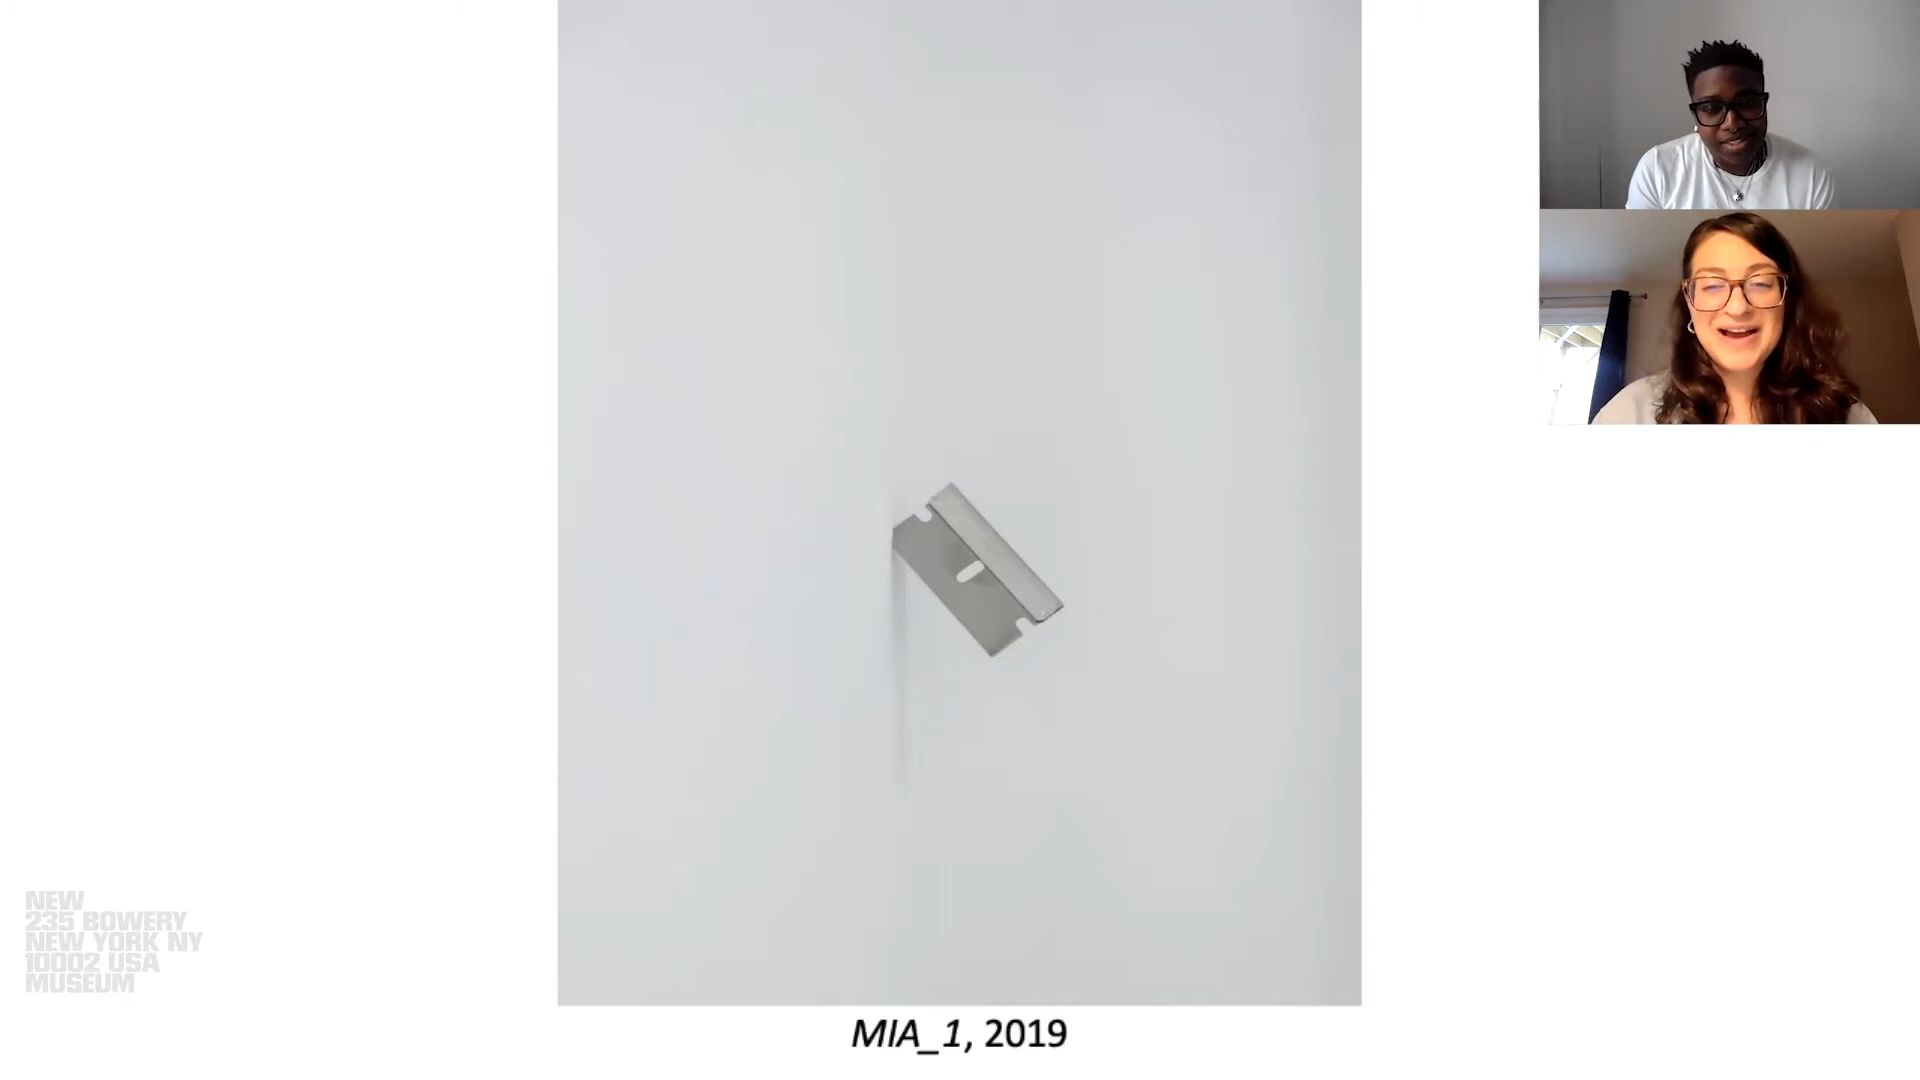 NEW
235 BOWERY
NEW YORK NY
10002 USA
MUSEUM
MIA_1, 2019